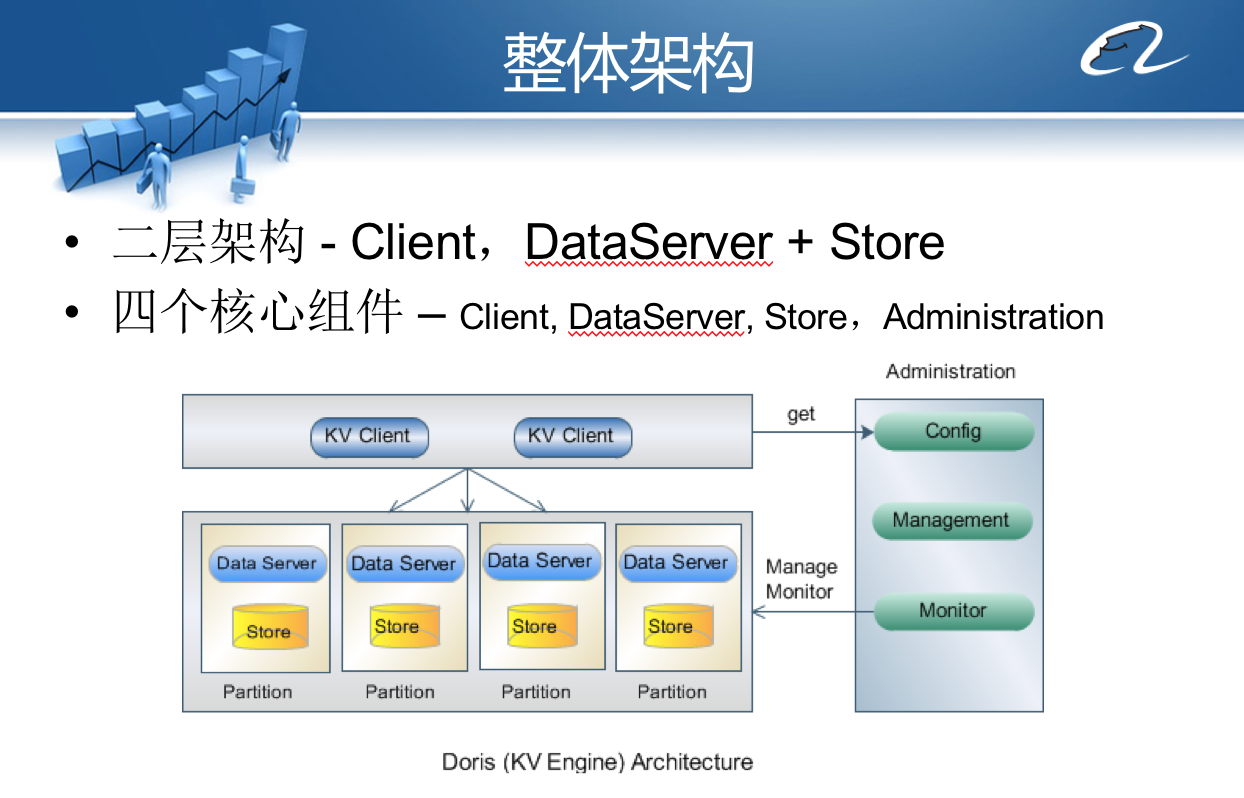 整体架构
• 二层架构 - Client，DataServer + Store
• 四个核心组件 – Client, DataServer, Store，Administration
Administration
KV Client KV Client
get
Config
Management
Data Server Data Server Data Server Data Server
Manage
Monitor
Monitor
Store Store Store Store
Partition Partition Partition Partition
Doris (KV Engine) Architecture